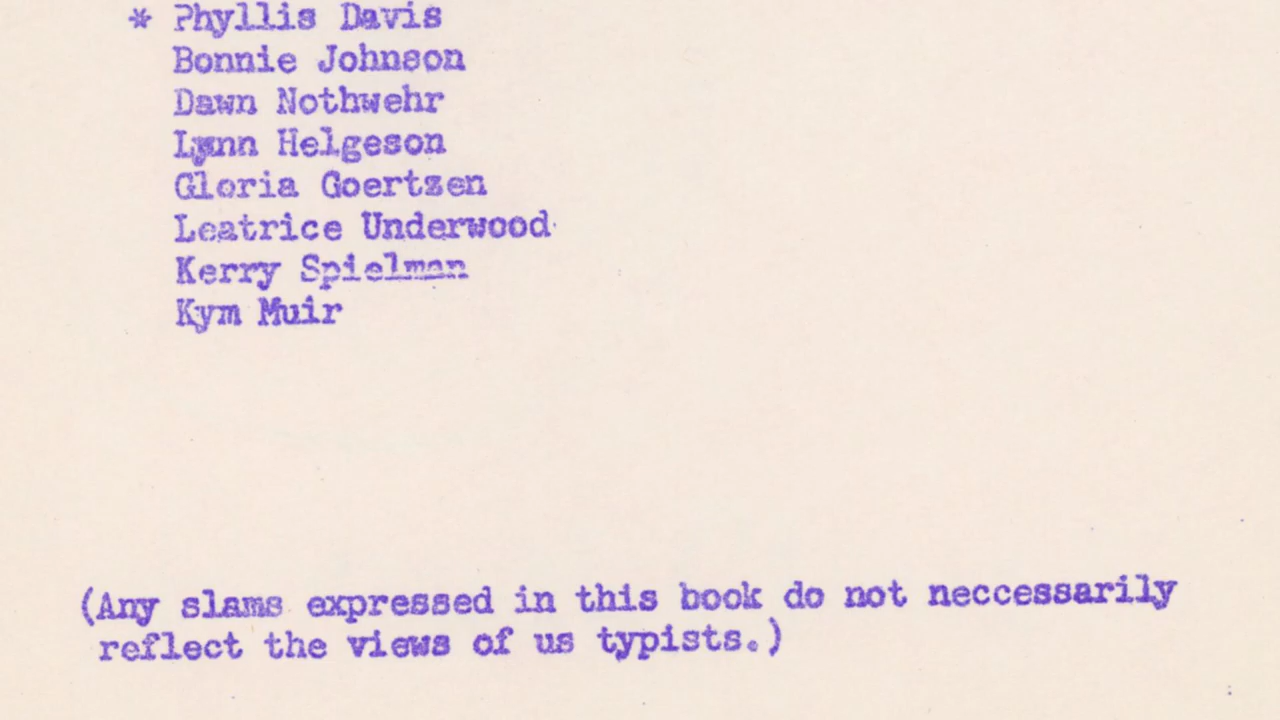 * Phyllis Davis
Bonnie Johnson
Dawn Nothwehr
Lynn Helgeson
Gloria Goertzen
Leatrice Underwood
Kerry Spielman
Kym Muir
(Any slams expressed in this book do not neccessarily
reflect the views of us typists.)